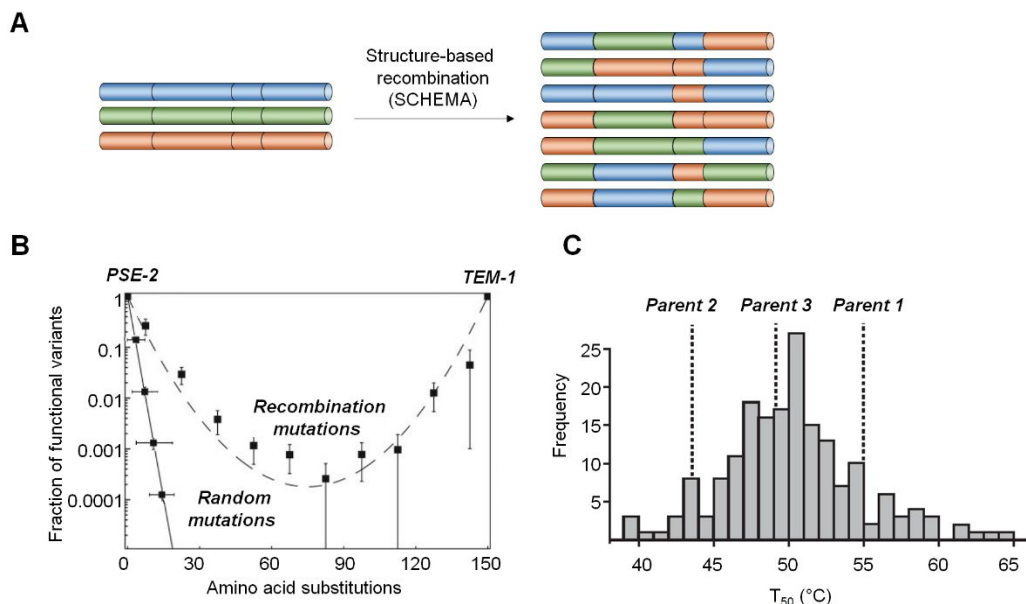 A
Structure-based
recombination
(SCHEMA)
B
PSE-2
TEM-1
Fraction of functional variants
1
0.1
0.01
0.001
0.0001
Recombination
mutations
Random
mutations
0
30
60
90
120
150
Amino acid substitutions
C
Parent 2
Parent 3
Parent 1
Frequency
25
20
15
10
5
40
45
50
55
60
65
T₅₀ (°C)